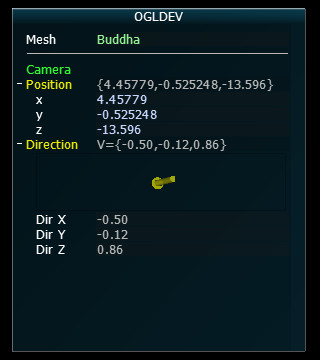 OGLDEV
Mesh Buddha
Camera
Position {4.45779,-0.525248,-13.596}
x 4.45779
y -0.525248
z -13.596
Direction V={-0.50,-0.12,0.86}
Dir X -0.50
Dir Y -0.12
Dir Z 0.86